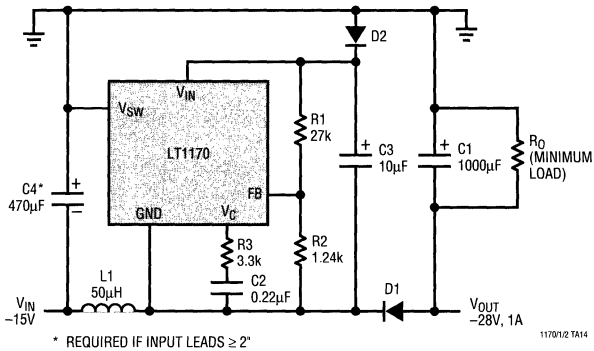 D2
V_IN
V_SW
LT1170
R1
27k
C3
10µF
C1
1000µF
R_O
(MINIMUM
LOAD)
C4*
470µF
GND
V_C
FB
R3
3.3k
R2
1.24k
C2
0.22µF
L1
50µH
D1
V_IN
–15V
V_OUT
–28V, 1A
* REQUIRED IF INPUT LEADS ≥ 2"
1170/1/2 TA14